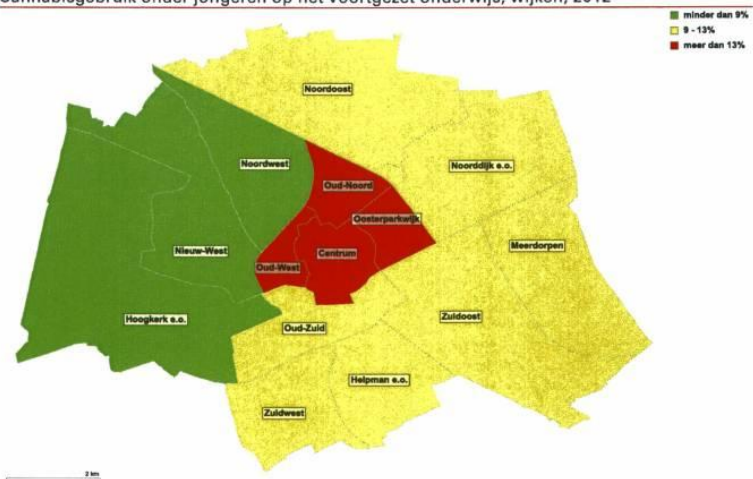 Cannabisgebruik onder jongeren op het voortgezet onderwijs, wijken, 2012
minder dan 9%
9 - 13%
meer dan 13%
Noordoost
Noordwest
Noorddijk e.o.
Oud-Noord
Oosterparkwijk
Nieuw-West
Centrum
Meerdorpen
Oud-West
Hoogkerk e.o.
Oud-Zuid
Zuidoost
Helpman e.o.
Zuidwest
2 km